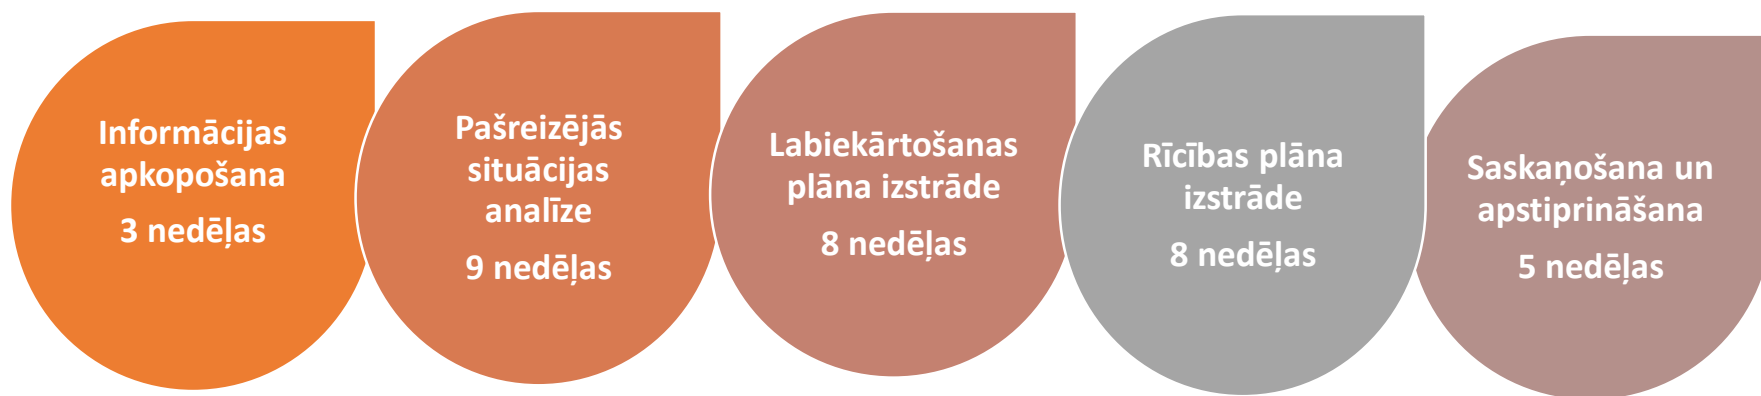 Informācijas
apkopošana
3 nedēļas
Pašreizējās
situācijas
analīze
9 nedēļas
Labiekārtošanas
plāna izstrāde
8 nedēļas
Rīcības plāna
izstrāde
8 nedēļas
Saskaņošana un
apstiprināšana
5 nedēļas